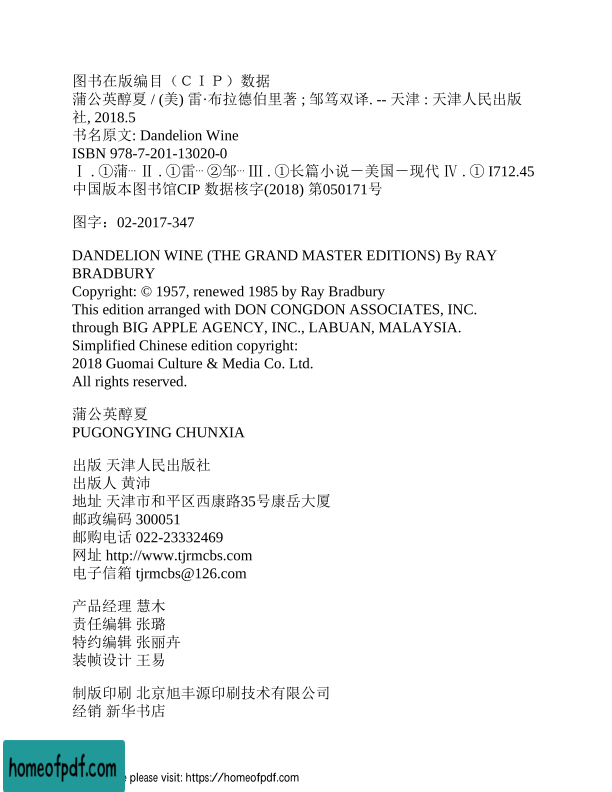 图书在版编目（ＣＩＰ）数据
蒲公英醇夏 / (美) 雷·布拉德伯里著 ; 邹笃双译. -- 天津 : 天津人民出版
社, 2018.5
书名原文: Dandelion Wine
ISBN 978-7-201-13020-0
Ⅰ . ①蒲… Ⅱ . ①雷… ②邹… Ⅲ . ①长篇小说－美国－现代 Ⅳ . ① I712.45
中国版本图书馆CIP 数据核字(2018) 第050171号
图字：02-2017-347
DANDELION WINE (THE GRAND MASTER EDITIONS) By RAY
BRADBURY
Copyright: © 1957, renewed 1985 by Ray Bradbury
This edition arranged with DON CONGDON ASSOCIATES, INC.
through BIG APPLE AGENCY, INC., LABUAN, MALAYSIA.
Simplified Chinese edition copyright:
2018 Guomai Culture & Media Co. Ltd.
All rights reserved.
蒲公英醇夏
PUGONGYING CHUNXIA
出版 天津人民出版社
出版人 黄沛
地址 天津市和平区西康路35号康岳大厦
邮政编码 300051
邮购电话 022-23332469
网址 http://www.tjrmcbs.com
电子信箱 tjrmcbs@126.com
产品经理 慧木
责任编辑 张璐
特约编辑 张丽卉
装帧设计 王易
制版印刷 北京旭丰源印刷技术有限公司
经销 新华书店
homeofpdf.com
please visit: https://homeofpdf.com